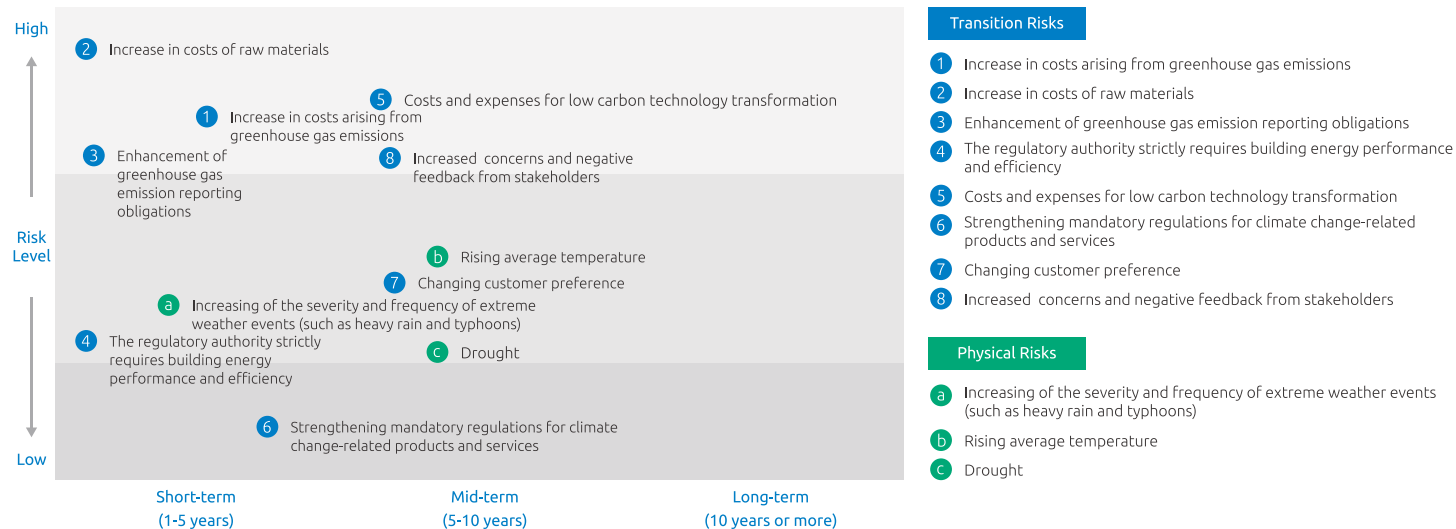 High
2 Increase in costs of raw materials
5 Costs and expenses for low carbon technology transformation
1 Increase in costs arising from
greenhouse gas emissions
3 Enhancement of
greenhouse gas
emission reporting
obligations
8 Increased concerns and negative
feedback from stakeholders
Risk
Level
b Rising average temperature
7 Changing customer preference
a Increasing of the severity and frequency of extreme
weather events (such as heavy rain and typhoons)
4 The regulatory authority strictly
requires building energy
performance and efficiency
c Drought
6 Strengthening mandatory regulations for climate
change-related products and services
Low
Short-term
(1-5 years)
Mid-term
(5-10 years)
Long-term
(10 years or more)
Transition Risks
1 Increase in costs arising from greenhouse gas emissions
2 Increase in costs of raw materials
3 Enhancement of greenhouse gas emission reporting obligations
4 The regulatory authority strictly requires building energy performance
and efficiency
5 Costs and expenses for low carbon technology transformation
6 Strengthening mandatory regulations for climate change-related
products and services
7 Changing customer preference
8 Increased concerns and negative feedback from stakeholders
Physical Risks
a Increasing of the severity and frequency of extreme weather events
(such as heavy rain and typhoons)
b Rising average temperature
c Drought